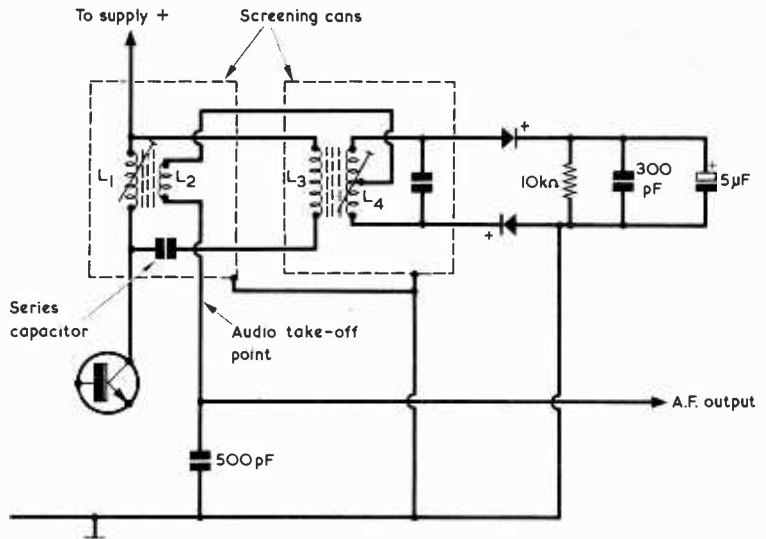 To supply +
Screening cans
L1
L2
L3
L4
+
10kΩ
300
pF
+
5µF
+
Series
capacitor
Audio take-off
point
A.F. output
500pF